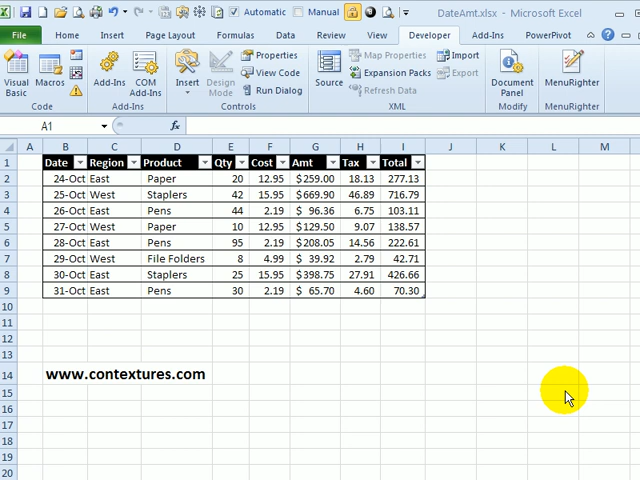 Automatic Manual DateAmt.xlsx - Microsoft Excel
File Home Insert Page Layout Formulas Data Review View Developer Add-Ins PowerPivot
Visual Basic Macros Add-Ins COM Add-Ins Insert Design Mode Properties View Code Run Dialog Source Map Properties Expansion Packs Refresh Data Import Export Document Panel MenuRighter
Code Add-Ins Controls XML Modify MenuRighter
A1 fx
A B C D E F G H I J K L M
1 Date Region Product Qty Cost Amt Tax Total
2 24-Oct East Paper 20 12.95 $259.00 18.13 277.13
3 25-Oct West Staplers 42 15.95 $669.90 46.89 716.79
4 26-Oct East Pens 44 2.19 $ 96.36 6.75 103.11
5 27-Oct West Paper 10 12.95 $129.50 9.07 138.57
6 28-Oct East Pens 95 2.19 $208.05 14.56 222.61
7 29-Oct West File Folders 8 4.99 $ 39.92 2.79 42.71
8 30-Oct East Staplers 25 15.95 $398.75 27.91 426.66
9 31-Oct East Pens 30 2.19 $ 65.70 4.60 70.30
10
11
12
13
14 www.contextures.com
15
16
17
18
19
20